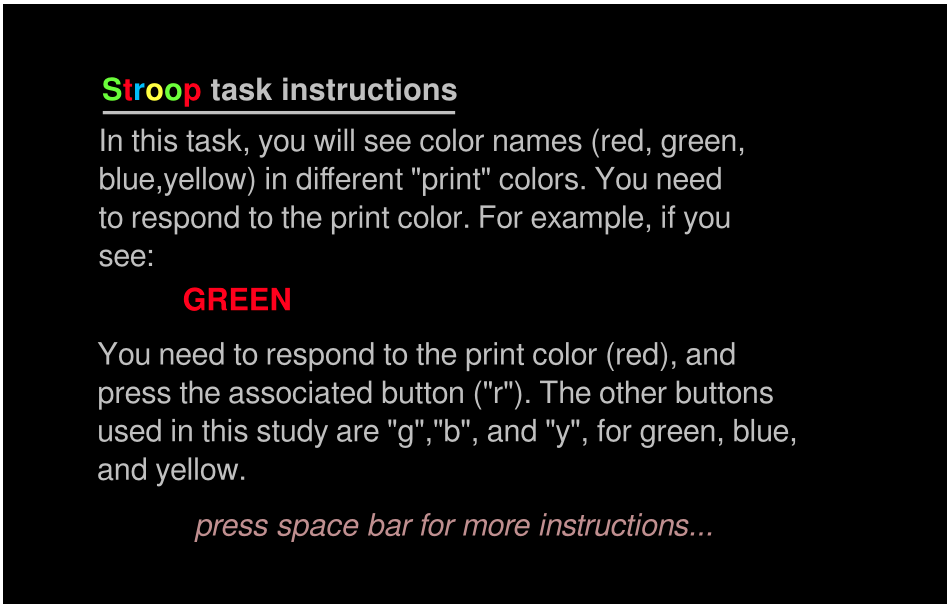 Stroop task instructions
In this task, you will see color names (red, green,
blue,yellow) in different "print" colors. You need
to respond to the print color. For example, if you
see:
GREEN
You need to respond to the print color (red), and
press the associated button ("r"). The other buttons
used in this study are "g","b", and "y", for green, blue,
and yellow.
press space bar for more instructions...